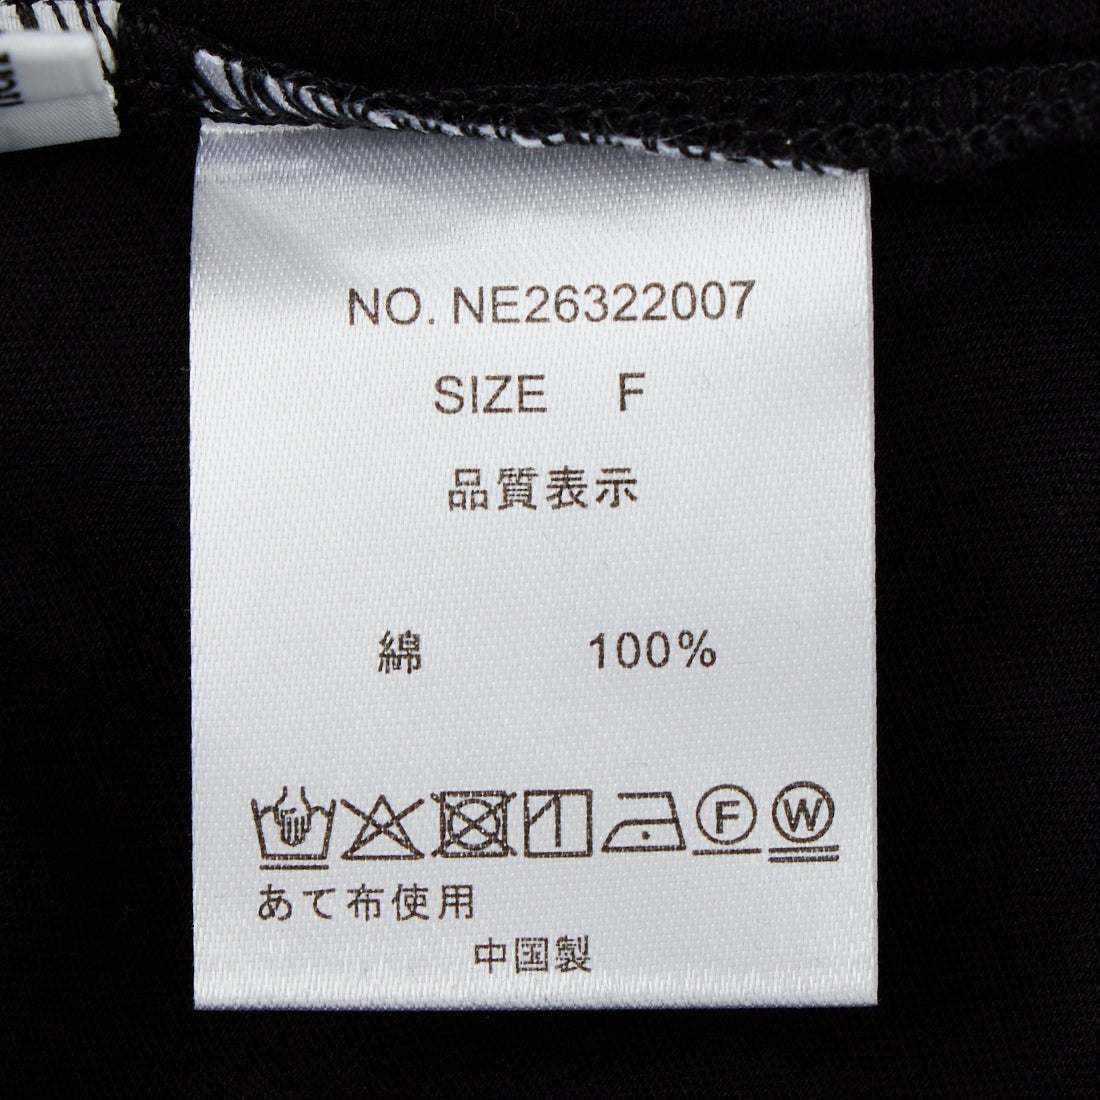 NO. NE26322007
SIZE F
品質表示
綿 100%
F W
あて布使用
中国製